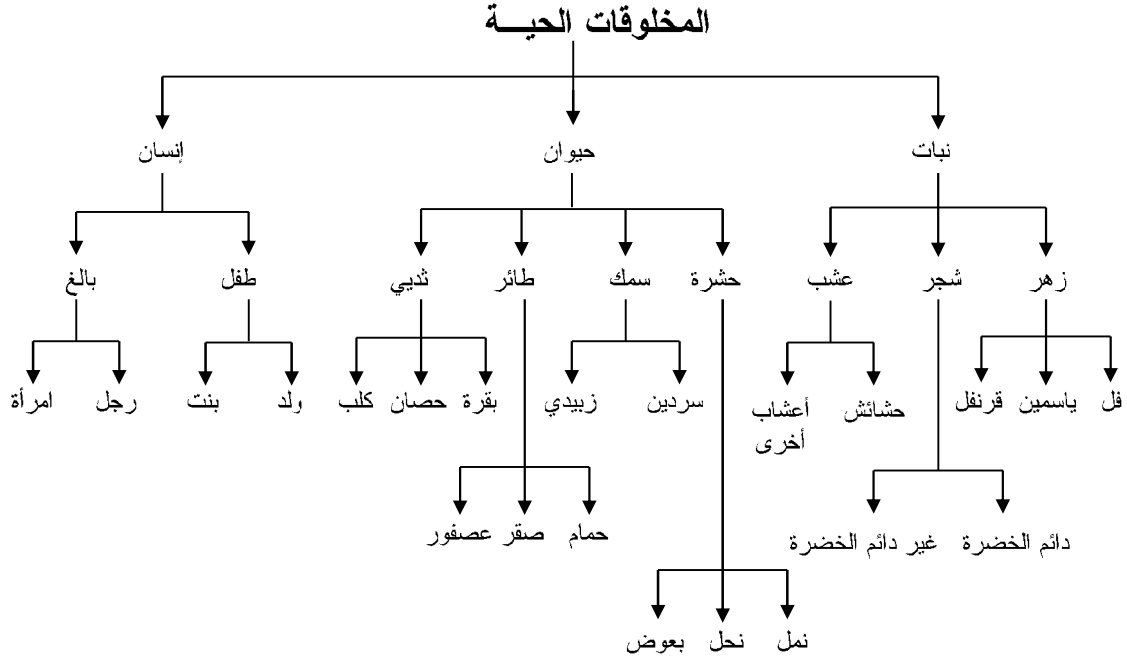 المخلوقات الحيـــة
نبات
حيوان
إنسان
زهر
شجر
عشب
حشرة
سمك
طائر
ثديي
طفل
بالغ
فل
ياسمين
قرنفل
حشائش
أعشاب
أخرى
سردين
زبيدي
بقرة
حصان
كلب
ولد
بنت
رجل
امرأة
دائم الخضرة
غير دائم الخضرة
حمام
صقر
عصفور
نمل
نحل
بعوض